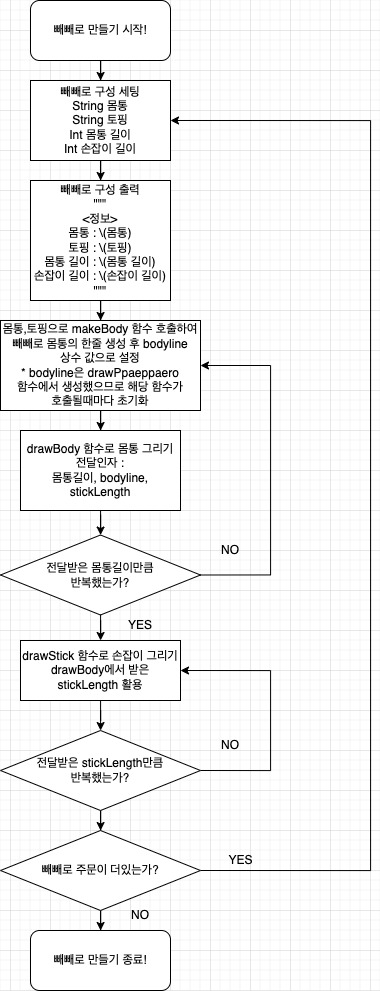 빼빼로 만들기 시작!
빼빼로 구성 세팅
String 몸통
String 토핑
Int 몸통 길이
Int 손잡이 길이
빼빼로 구성 출력
"""
<정보>
몸통 : \(몸통)
토핑 : \(토핑)
몸통 길이 : \(몸통 길이)
손잡이 길이 : \(손잡이 길이)
"""
몸통,토핑으로 makeBody 함수 호출하여
빼빼로 몸통의 한줄 생성 후 bodyline
상수 값으로 설정
* bodyline은 drawPpaeppaero
함수에서 생성했으므로 해당 함수가
호출될때마다 초기화
drawBody 함수로 몸통 그리기
전달인자 :
몸통길이, bodyline,
stickLength
NO
전달받은 몸통길이만큼
반복했는가?
YES
drawStick 함수로 손잡이 그리기
drawBody에서 받은
stickLength 활용
NO
전달받은 stickLength만큼
반복했는가?
YES
빼빼로 주문이 더있는가?
NO
빼빼로 만들기 종료!